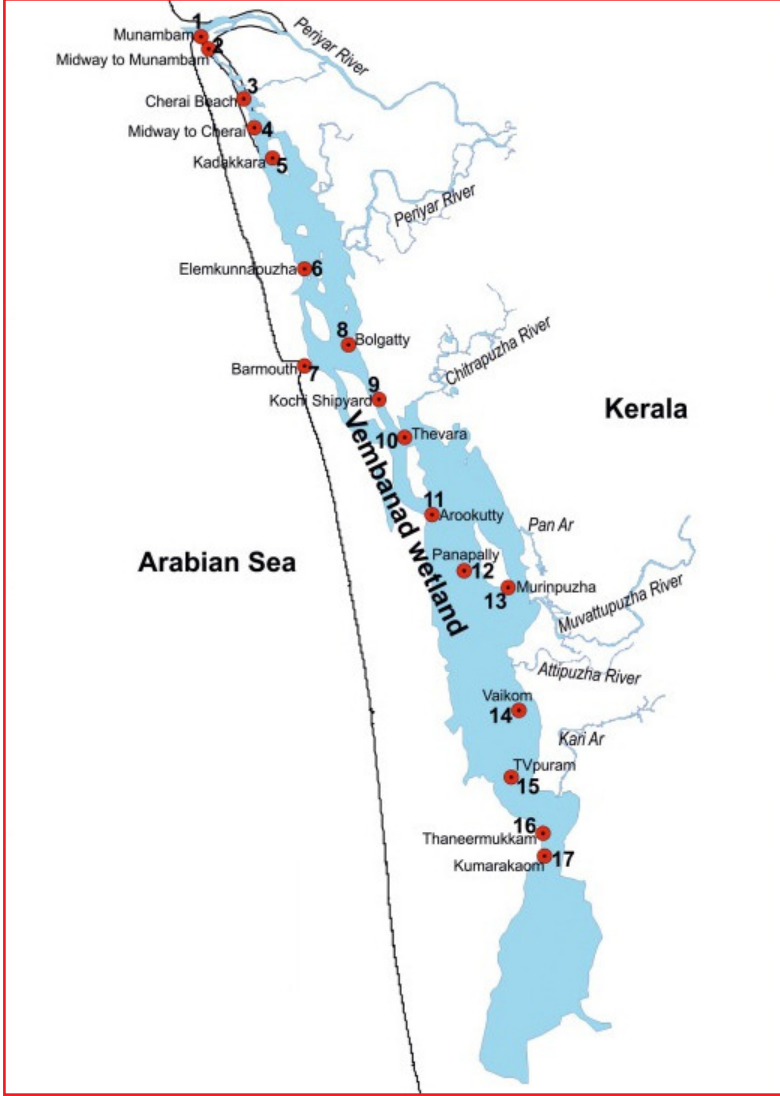 1
Munambam
2
Midway to Munambam
Periyar River
3
Cherai Beach
Midway to Cherai
4
Kadakkara
5
Periyar River
Elemkunnapuzha
6
8
Bolgatty
Barmouth
7
Chitrapuzha River
9
Kochi Shipyard
Kerala
10
Thevara
Vembanad wetland
11
Arookutty
Pan Ar
Arabian Sea
Panapally
12
13
Murinpuzha
Muvattupuzha River
Attipuzha River
Vaikom
14
Kari Ar
TVpuram
15
16
Thaneermukkam
17
Kumarakaom